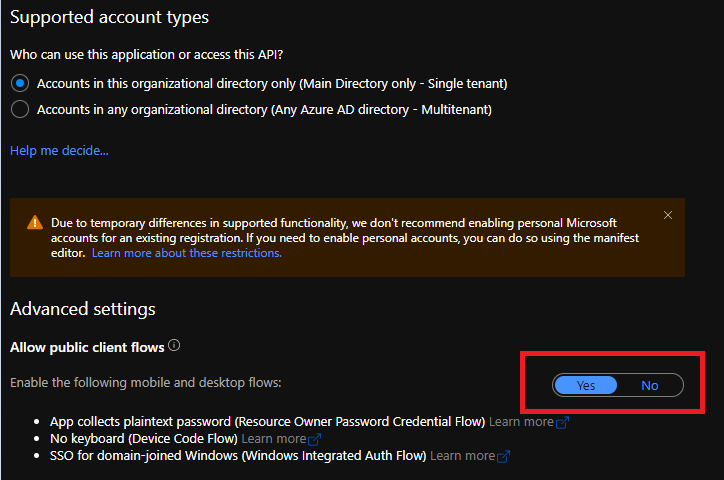 Supported account types
Who can use this application or access this API?
Accounts in this organizational directory only (Main Directory only - Single tenant)
Accounts in any organizational directory (Any Azure AD directory - Multitenant)
Help me decide...
Due to temporary differences in supported functionality, we don't recommend enabling personal Microsoft
accounts for an existing registration. If you need to enable personal accounts, you can do so using the manifest
editor. Learn more about these restrictions.
Advanced settings
Allow public client flows
Enable the following mobile and desktop flows:
Yes No
App collects plaintext password (Resource Owner Password Credential Flow) Learn more
No keyboard (Device Code Flow) Learn more
SSO for domain-joined Windows (Windows Integrated Auth Flow) Learn more